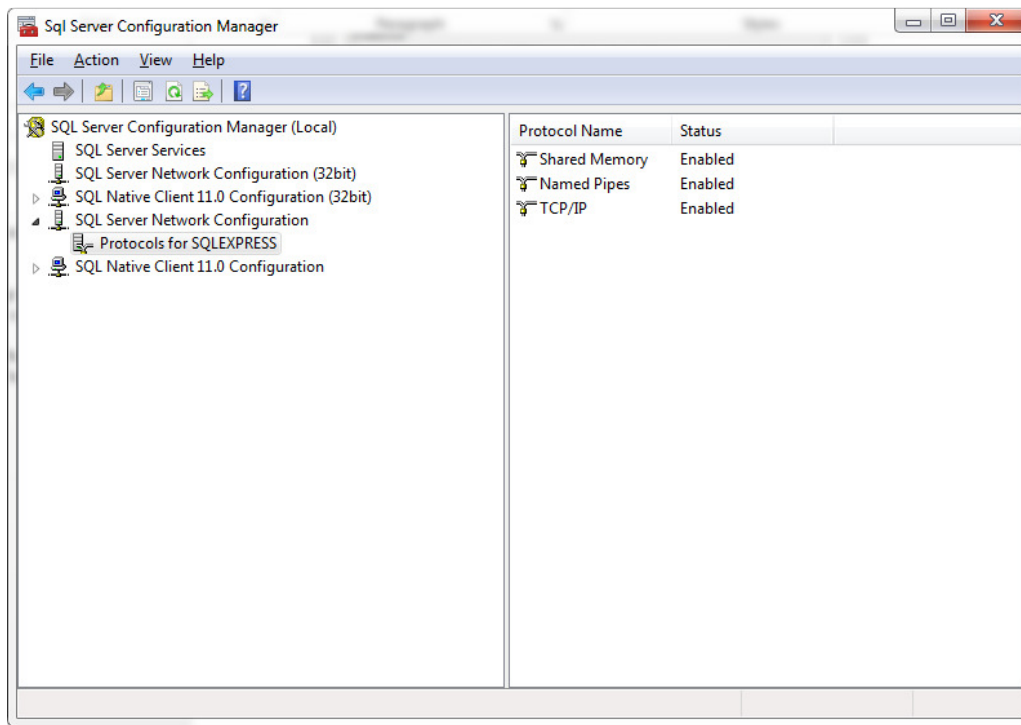 Sql Server Configuration Manager
File Action View Help
SQL Server Configuration Manager (Local)
SQL Server Services
SQL Server Network Configuration (32bit)
SQL Native Client 11.0 Configuration (32bit)
SQL Server Network Configuration
Protocols for SQLEXPRESS
SQL Native Client 11.0 Configuration
Protocol Name Status
Shared Memory Enabled
Named Pipes Enabled
TCP/IP Enabled